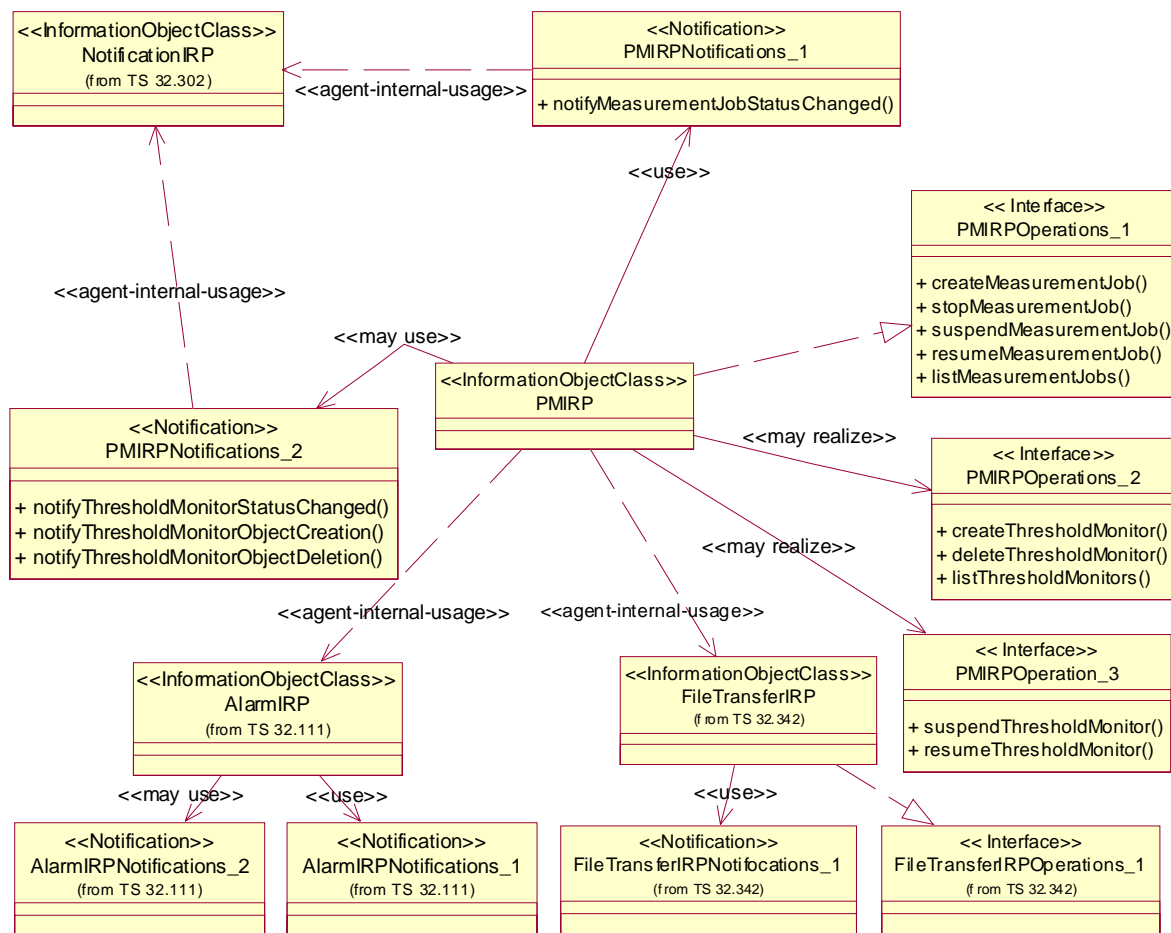 <<InformationObjectClass>>
NotificationIRP
(from TS 32.302)
<<Notification>>
PMIRPNotifications_1
+ notifyMeasurementJobStatusChanged()
<<agent-internal-usage>>
<<use>>
<< Interface>>
PMIRPOperations_1
+ createMeasurementJob()
+ stopMeasurementJob()
+ suspendMeasurementJob()
+ resumeMeasurementJob()
+ listMeasurementJobs()
<<agent-internal-usage>>
<<may use>>
<<InformationObjectClass>>
PMIRP
<<Notification>>
PMIRPNotifications_2
+ notifyThresholdMonitorStatusChanged()
+ notifyThresholdMonitorObjectCreation()
+ notifyThresholdMonitorObjectDeletion()
<<may realize>>
<< Interface>>
PMIRPOperations_2
+ createThresholdMonitor()
+ deleteThresholdMonitor()
+ listThresholdMonitors()
<<may realize>>
<<agent-internal-usage>>
<<agent-internal-usage>>
<< Interface>>
PMIRPOperation_3
+ suspendThresholdMonitor()
+ resumeThresholdMonitor()
<<InformationObjectClass>>
AlarmIRP
(from TS 32.111)
<<InformationObjectClass>>
FileTransferIRP
(from TS 32.342)
<<may use>>
<<use>>
<<use>>
<<Notification>>
AlarmIRPNotifications_2
(from TS 32.111)
<<Notification>>
AlarmIRPNotifications_1
(from TS 32.111)
<<Notification>>
FileTransferIRPNotifocations_1
(from TS 32.342)
<< Interface>>
FileTransferIRPOperations_1
(from TS 32.342)